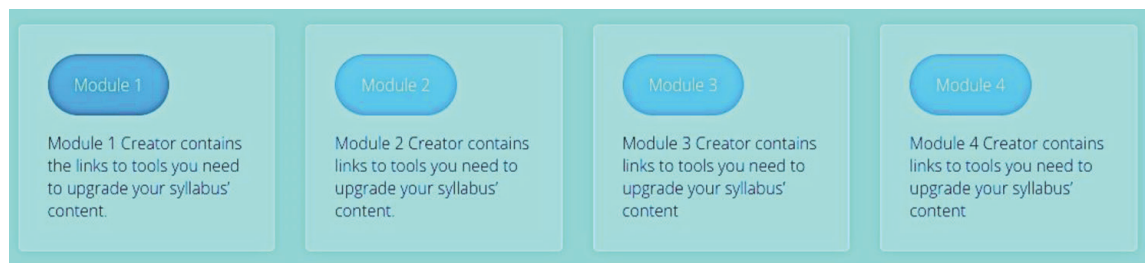 Module 1
Module 1 Creator contains
the links to tools you need
to upgrade your syllabus’
content.
Module 2
Module 2 Creator contains
links to tools you need to
upgrade your syllabus’
content.
Module 3
Module 3 Creator contains
links to tools you need to
upgrade your syllabus’
content
Module 4
Module 4 Creator contains
links to tools you need to
upgrade your syllabus’
content